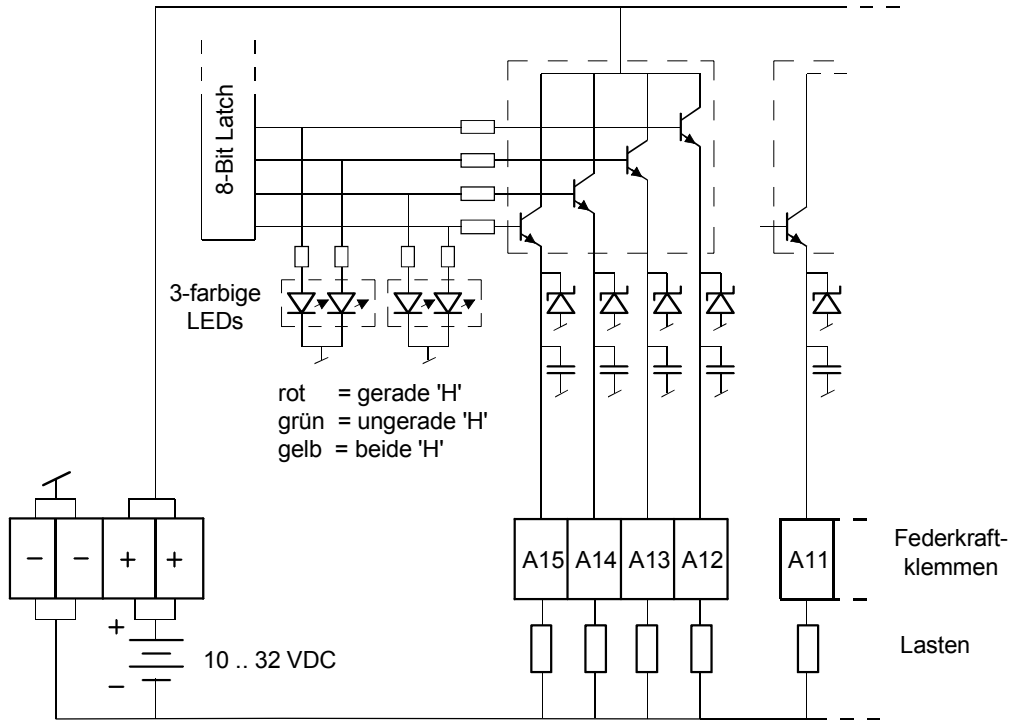 8-Bit Latch
3-farbige
LEDs
rot = gerade 'H'
grün = ungerade 'H'
gelb = beide 'H'
− − + +
A15 A14 A13 A12 A11
Federkraft-
klemmen
+
10 .. 32 VDC
−
Lasten